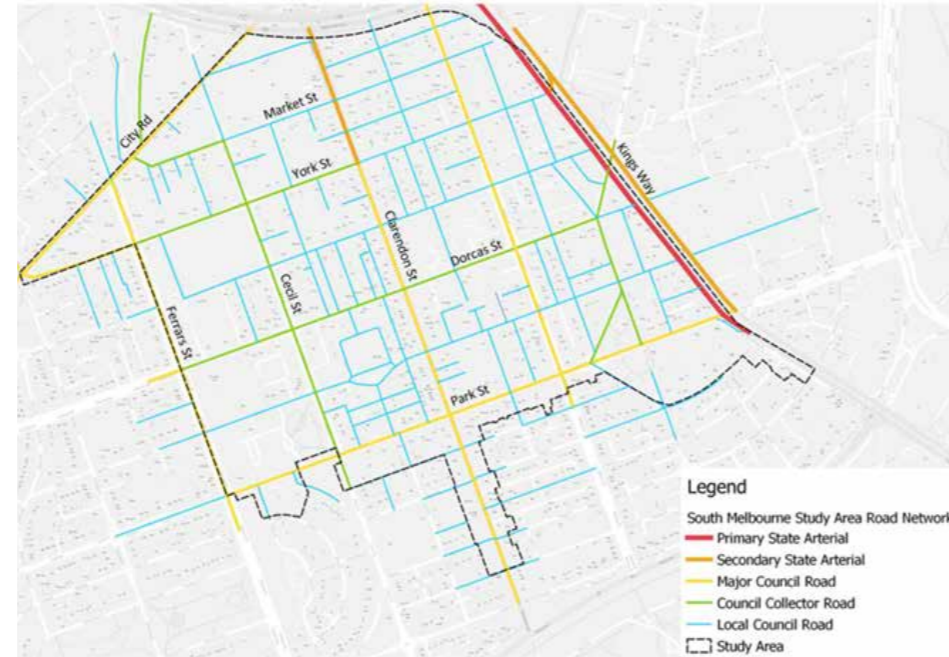 Market St
City Rd
York St
Kings Way
Clarendon St
Dorcas St
Cecil St
Ferrars St
Park St
Legend
South Melbourne Study Area Road Network
Primary State Arterial
Secondary State Arterial
Major Council Road
Council Collector Road
Local Council Road
Study Area